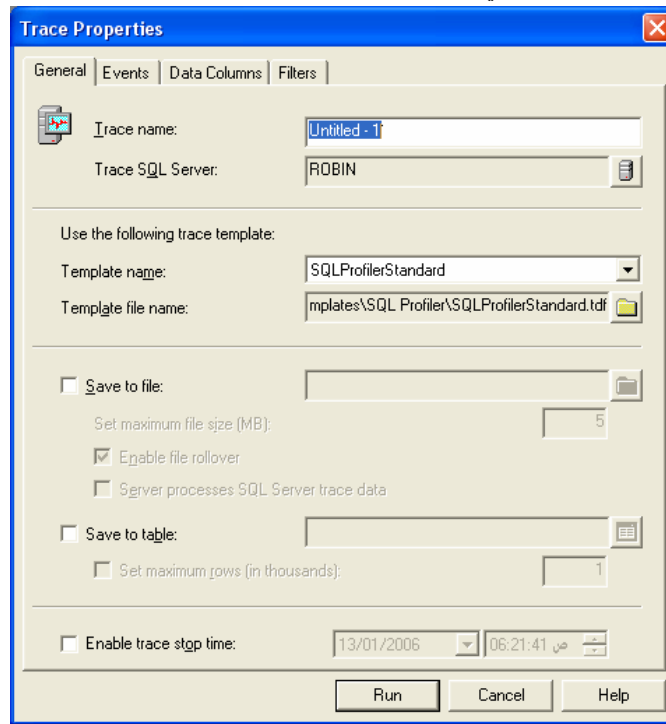 Trace Properties
General Events Data Columns Filters
Trace name: Untitled - 1
Trace SQL Server: ROBIN
Use the following trace template:
Template name: SQLProfilerStandard
Template file name: mplates\SQL Profiler\SQLProfilerStandard.tdf
Save to file:
Set maximum file size (MB): 5
Enable file rollover
Server processes SQL Server trace data
Save to table:
Set maximum rows (in thousands): 1
Enable trace stop time: 13/01/2006 06:21:41 ص
Run Cancel Help